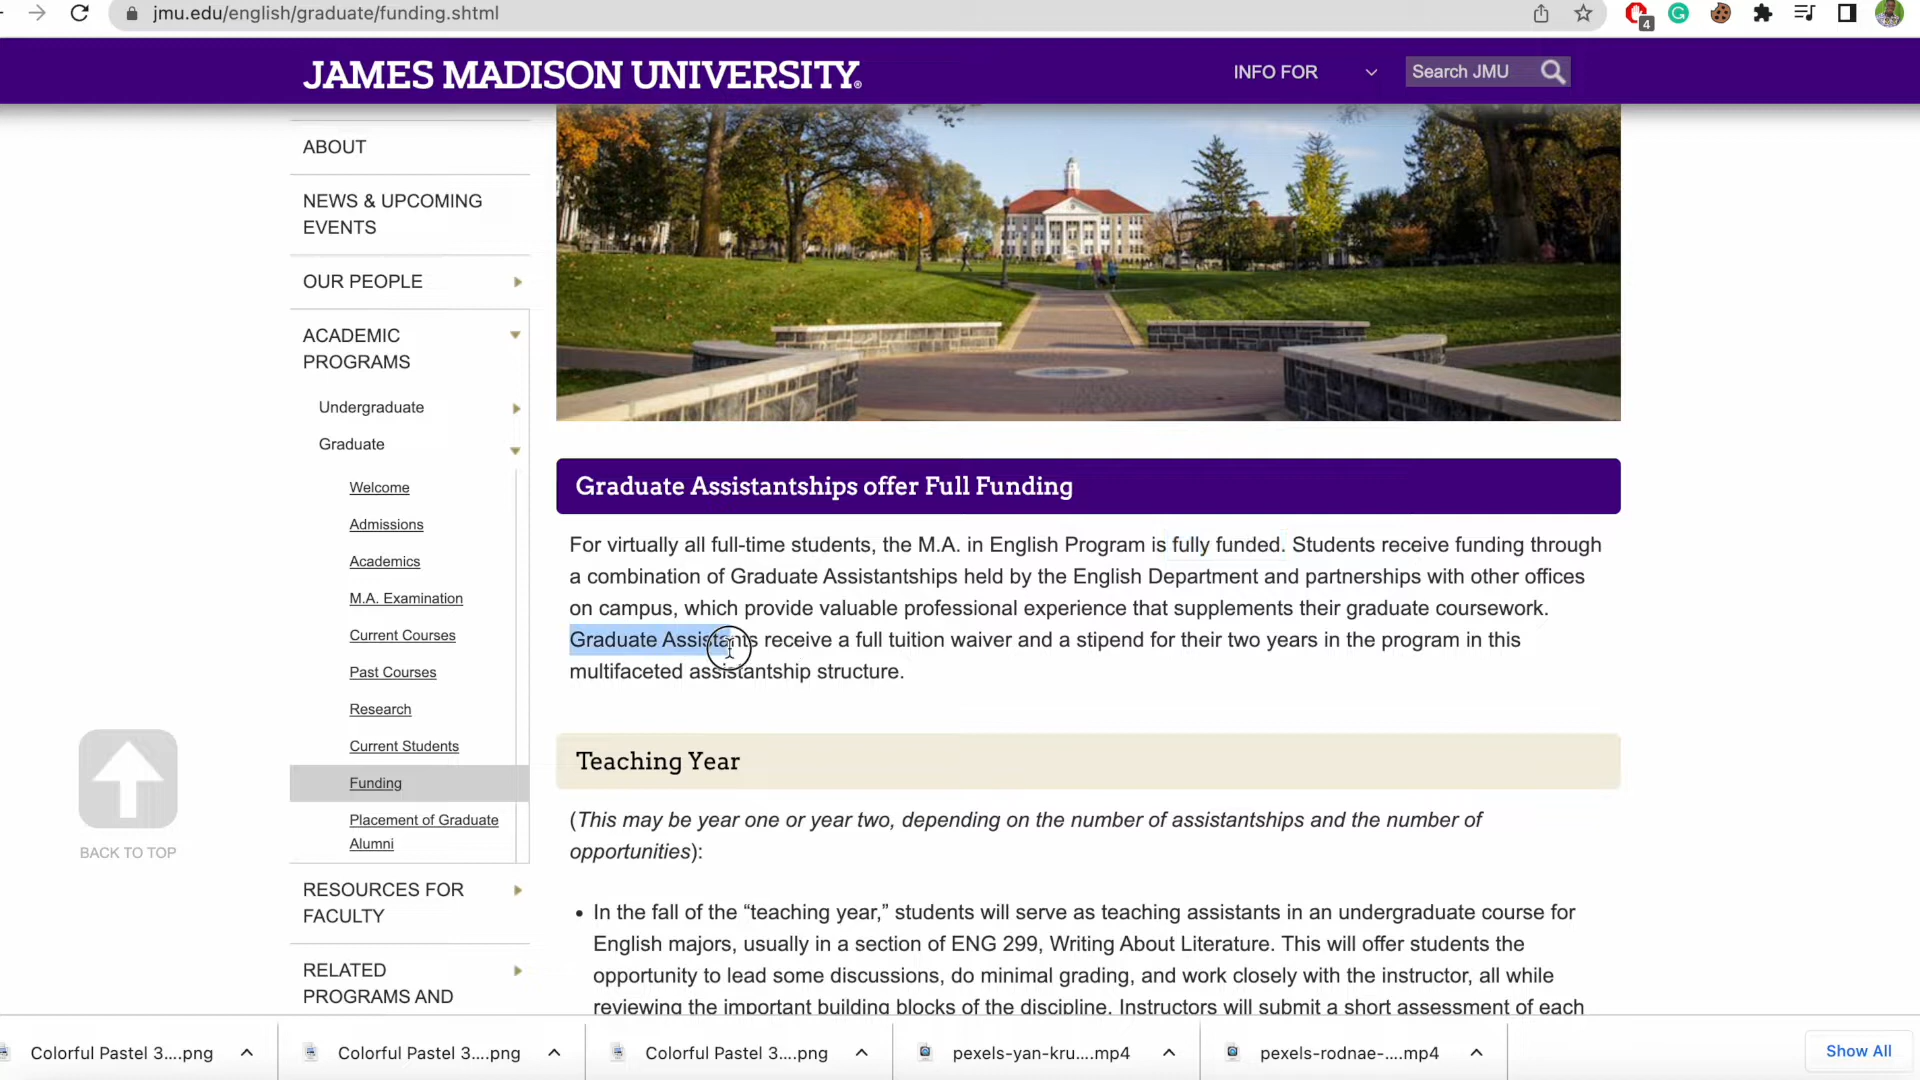 jmu.edu/english/graduate/funding.shtml
4
JAMES MADISON UNIVERSITY®
INFO FOR
Search JMU
ABOUT
NEWS & UPCOMING
EVENTS
OUR PEOPLE
ACADEMIC
PROGRAMS
Undergraduate
Graduate
Welcome
Admissions
Academics
M.A. Examination
Current Courses
Past Courses
Research
Current Students
Funding
Placement of Graduate
Alumni
RESOURCES FOR
FACULTY
RELATED
PROGRAMS AND
BACK TO TOP
Graduate Assistantships offer Full Funding
For virtually all full-time students, the M.A. in English Program is fully funded. Students receive funding through
a combination of Graduate Assistantships held by the English Department and partnerships with other offices
on campus, which provide valuable professional experience that supplements their graduate coursework.
Graduate Assistants receive a full tuition waiver and a stipend for their two years in the program in this
multifaceted assistantship structure.
Teaching Year
(This may be year one or year two, depending on the number of assistantships and the number of
opportunities):
• In the fall of the “teaching year,” students will serve as teaching assistants in an undergraduate course for
English majors, usually in a section of ENG 299, Writing About Literature. This will offer students the
opportunity to lead some discussions, do minimal grading, and work closely with the instructor, all while
reviewing the important building blocks of the discipline. Instructors will submit a short assessment of each
Colorful Pastel 3....png
Colorful Pastel 3....png
Colorful Pastel 3....png
pexels-yan-kru....mp4
pexels-rodnae-....mp4
Show All